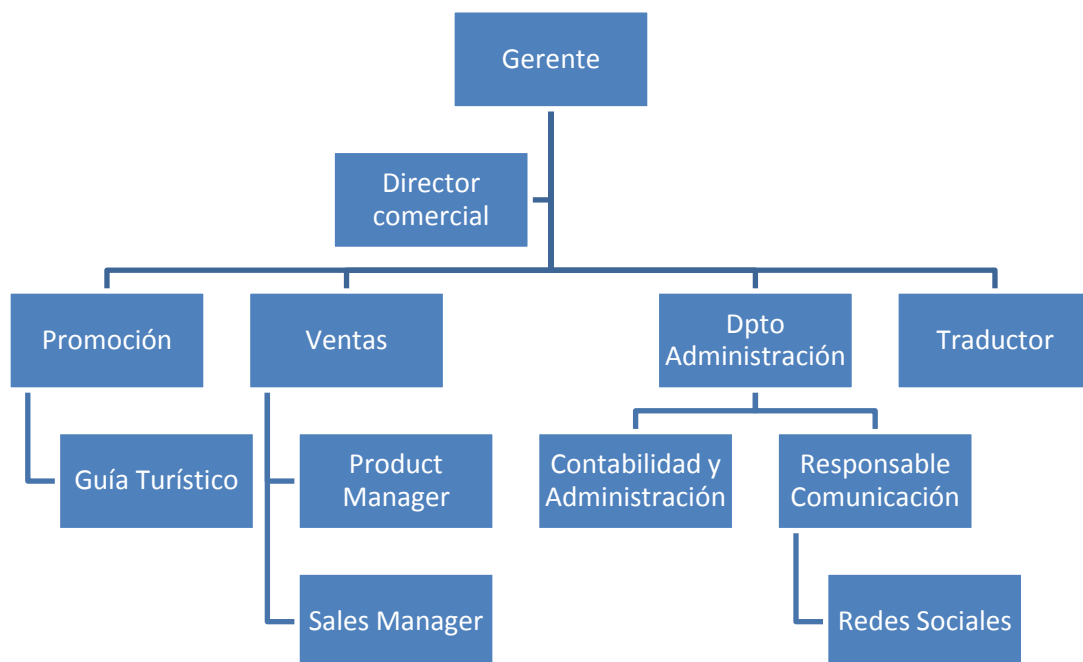 Gerente
Director
comercial
Promoción
Ventas
Dpto
Administración
Traductor
Guía Turístico
Product
Manager
Contabilidad y
Administración
Responsable
Comunicación
Sales Manager
Redes Sociales